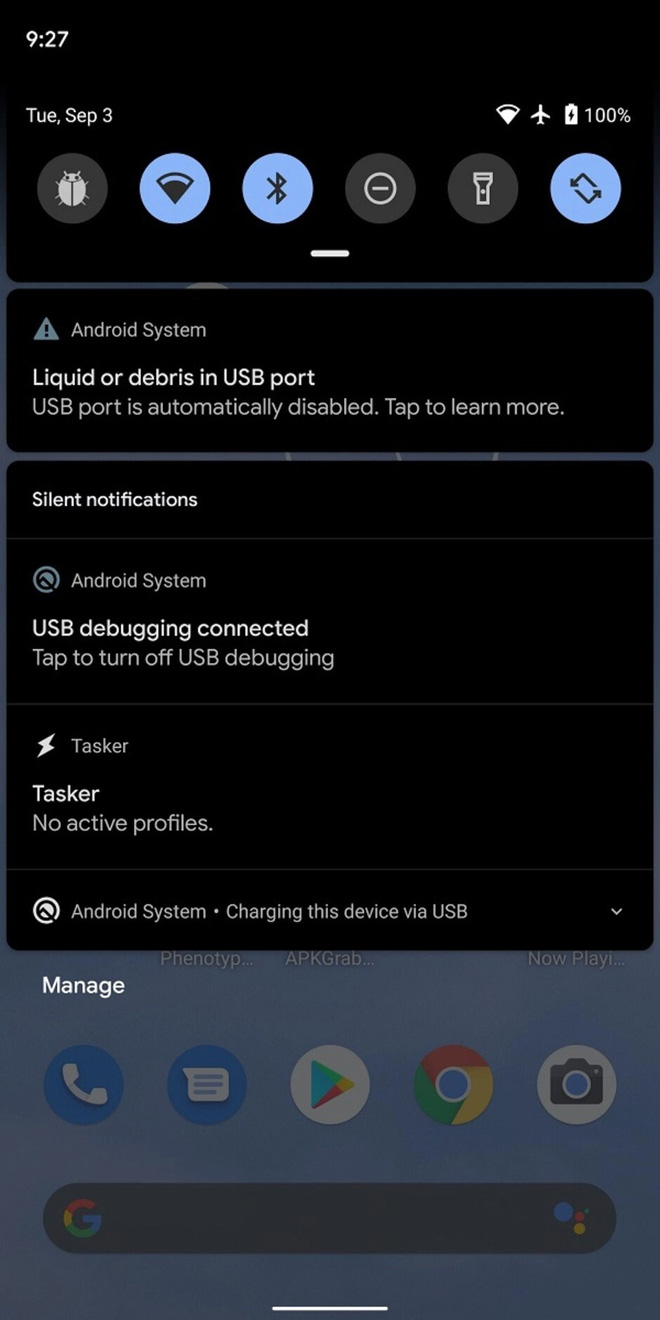 9:27
Tue, Sep 3
100%
Android System
Liquid or debris in USB port
USB port is automatically disabled. Tap to learn more.
Silent notifications
Android System
USB debugging connected
Tap to turn off USB debugging
Tasker
Tasker
No active profiles.
Android System • Charging this device via USB
Phenotyp... APKGrab... Now Playi...
Manage